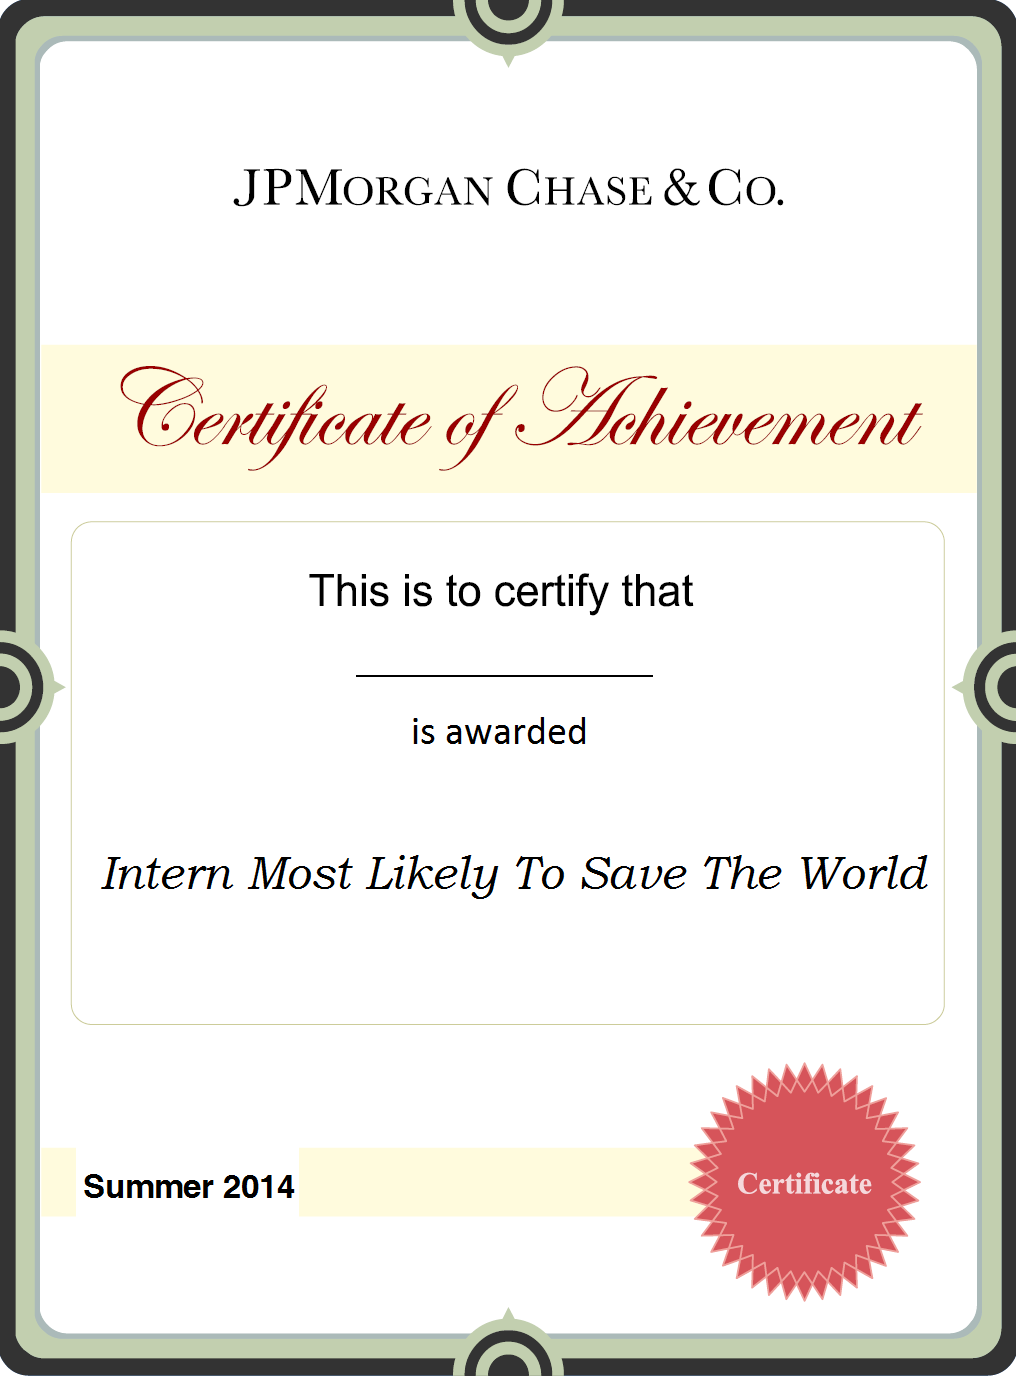 JPMORGAN CHASE & CO.
Certificate of Achievement
This is to certify that
is awarded
Intern Most Likely To Save The World
Summer 2014
Certificate